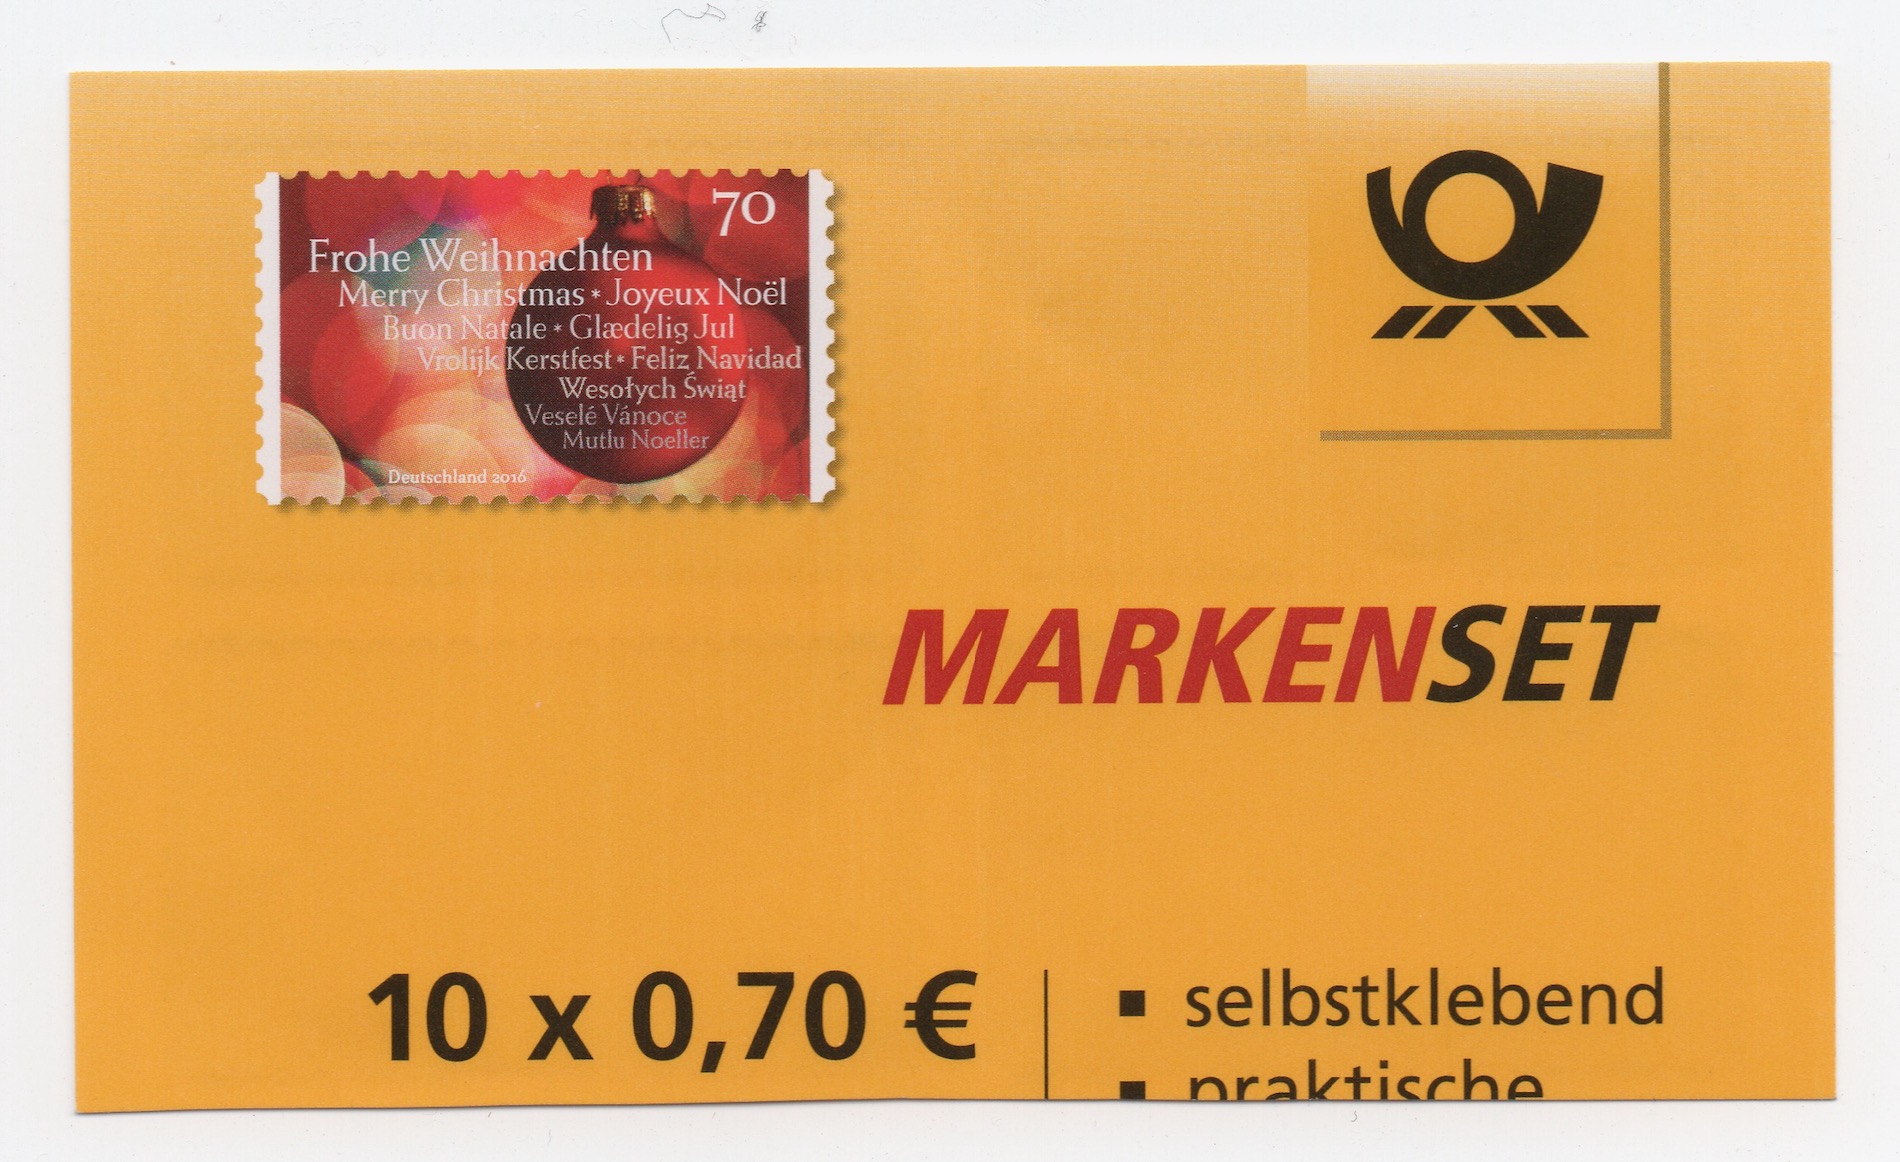 70
Frohe Weihnachten
Merry Christmas * Joyeux Noël
Buon Natale * Glædelig Jul
Vrolijk Kerstfest * Feliz Navidad
Wesołych Świąt
Veselé Vánoce
Mutlu Noeller
Deutschland 2016
MARKENSET
10 x 0,70 €
▪ selbstklebend
▪ praktische